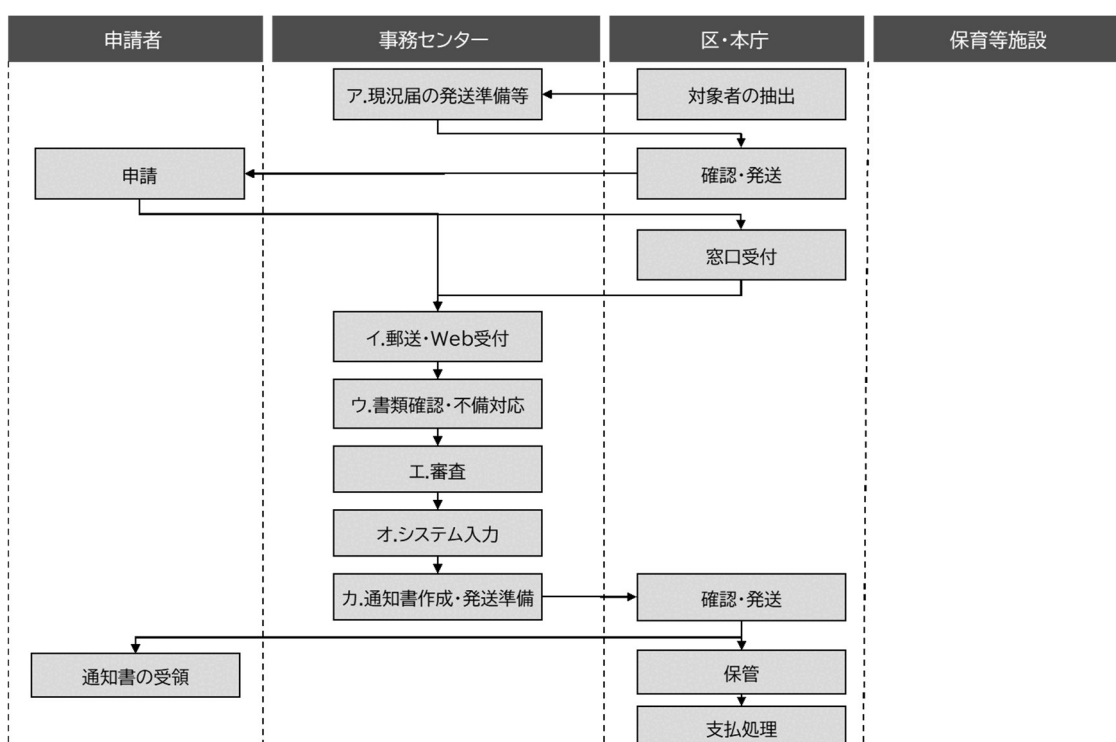 申請者
事務センター
区・本庁
保育等施設
ア.現況届の発送準備等
対象者の抽出
申請
確認・発送
窓口受付
イ.郵送・Web受付
ウ.書類確認・不備対応
エ.審査
オ.システム入力
カ.通知書作成・発送準備
確認・発送
通知書の受領
保管
支払処理